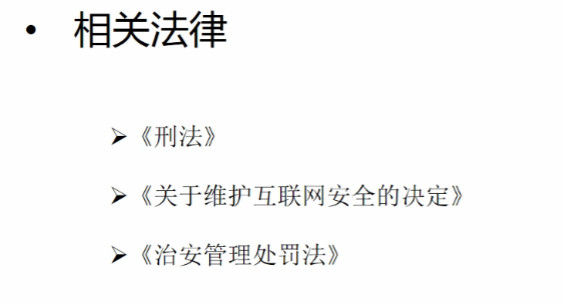 • 相关法律
➢《刑法》
➢《关于维护互联网安全的决定》
➢《治安管理处罚法》